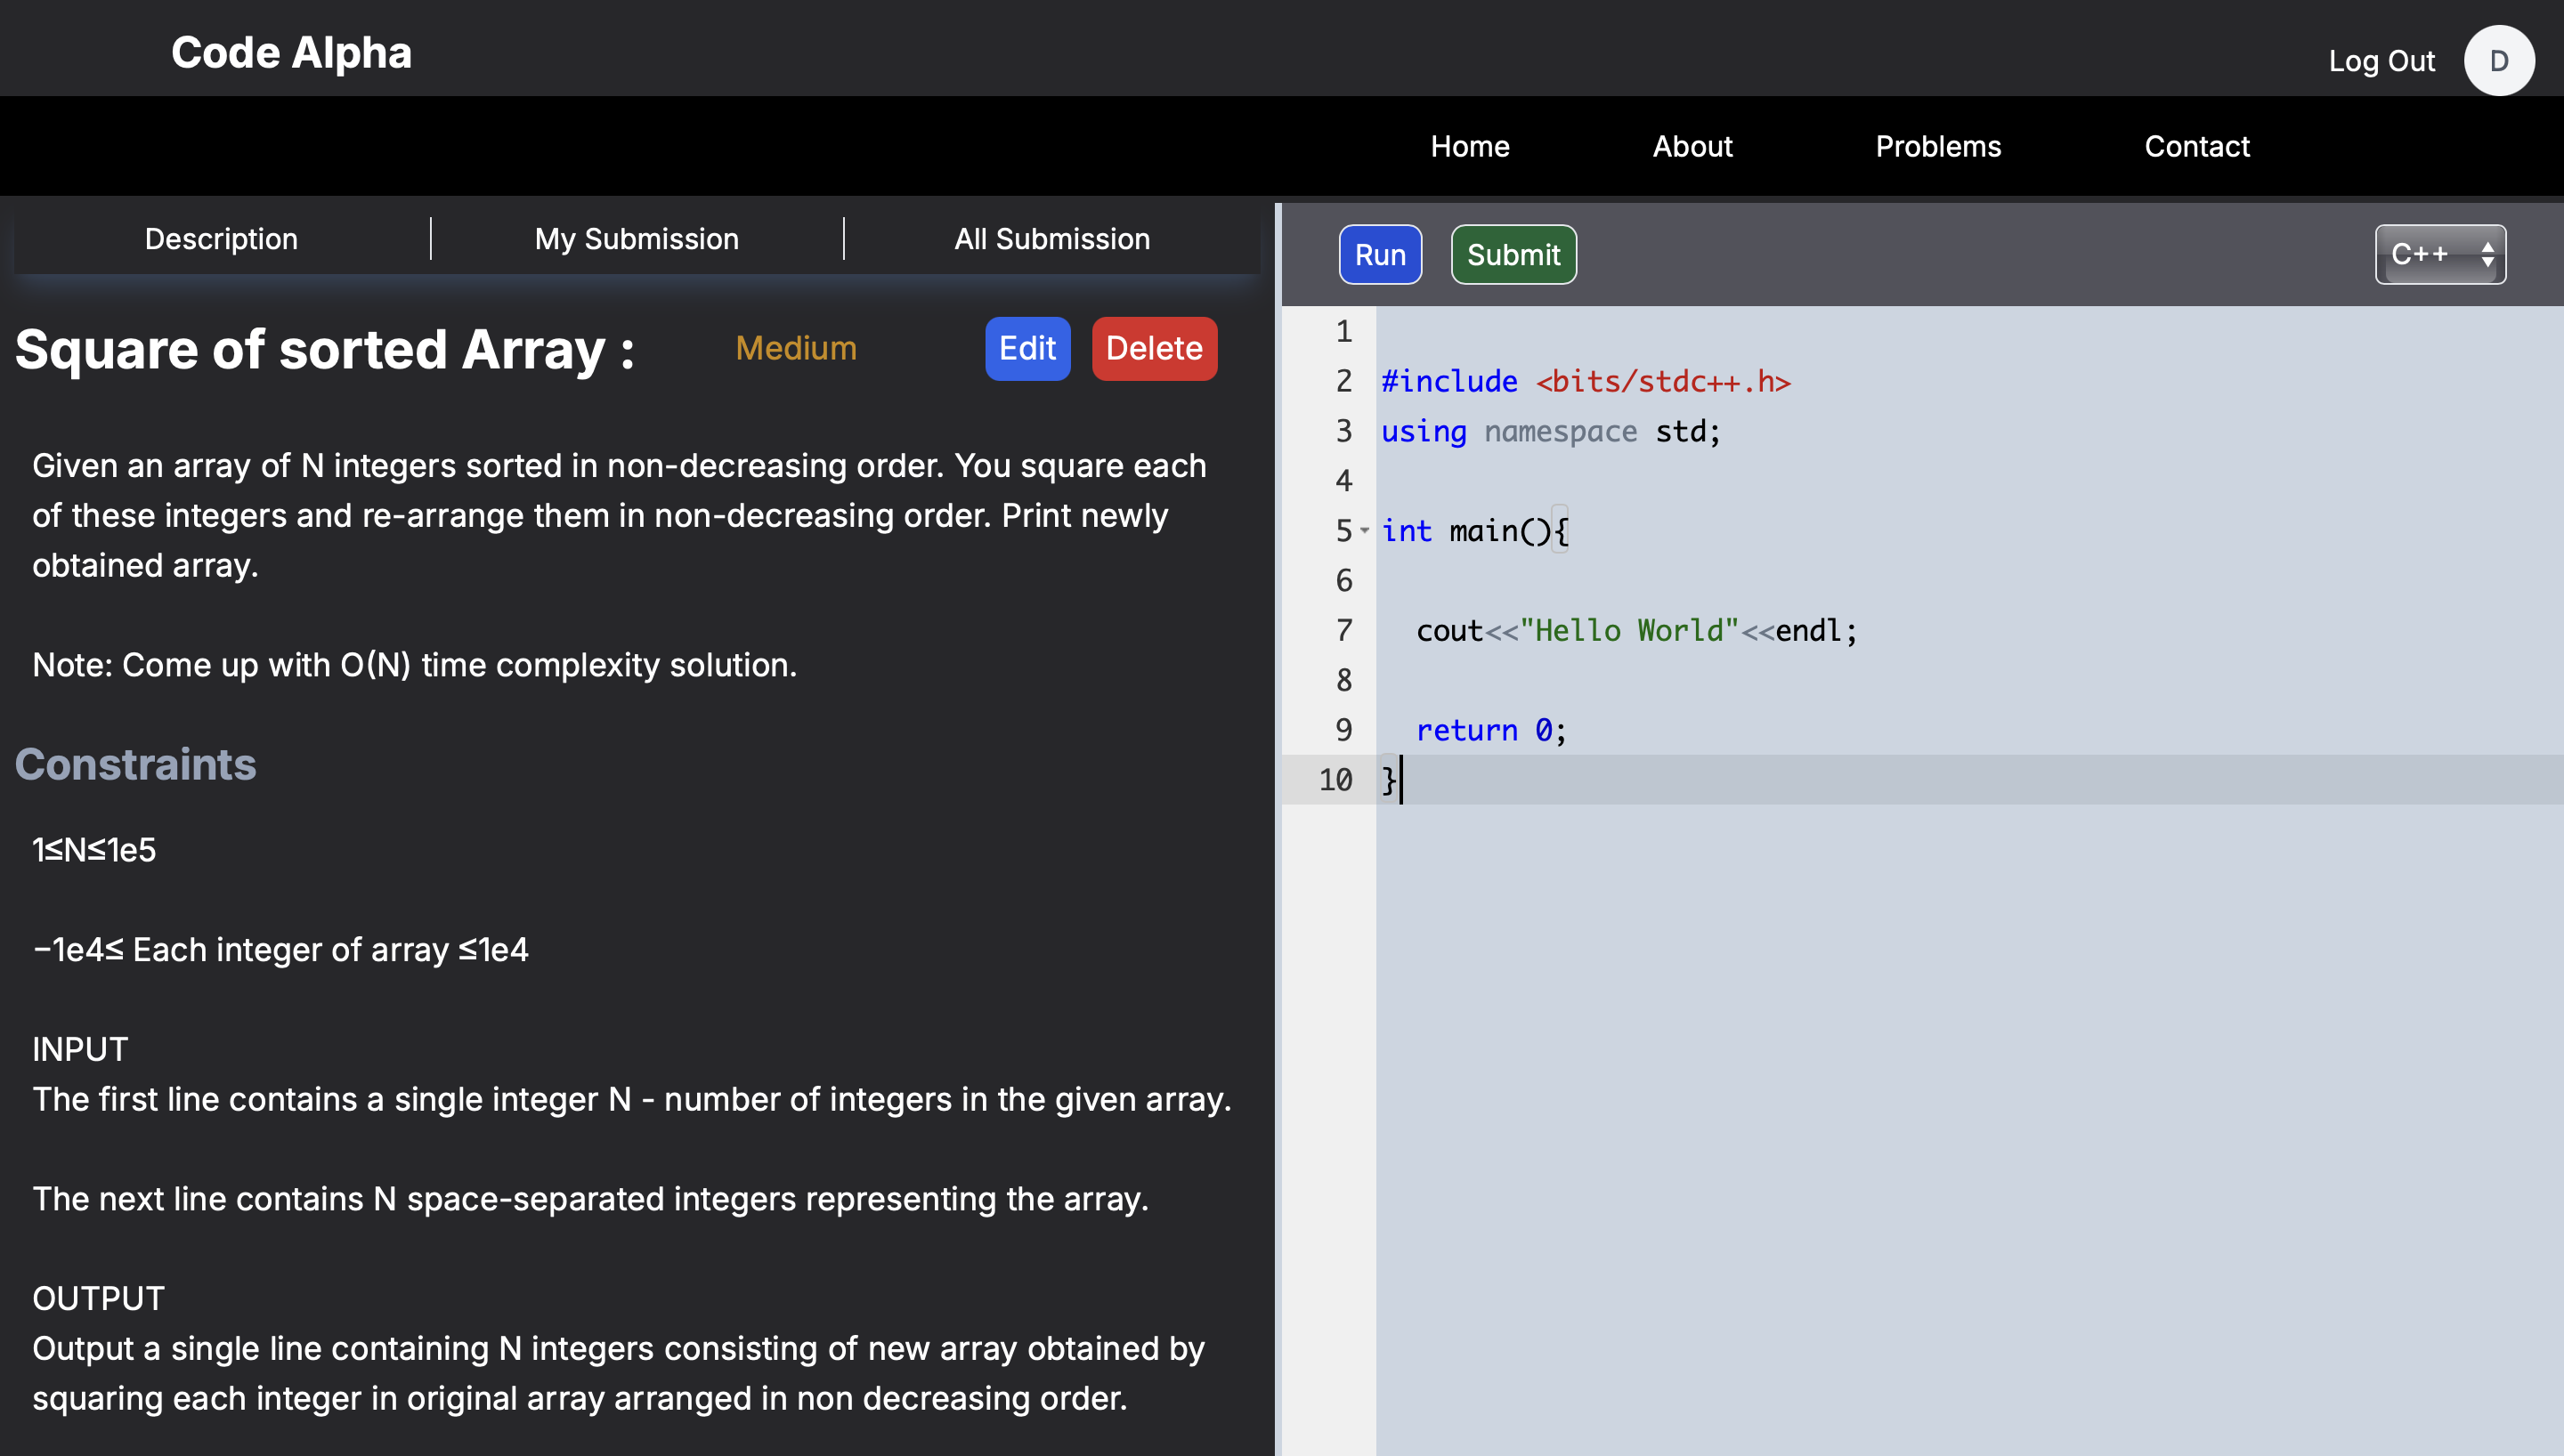 Code Alpha
Log Out
D
Home
About
Problems
Contact
Description
My Submission
All Submission
Square of sorted Array :
Medium
Edit
Delete
Given an array of N integers sorted in non-decreasing order. You square each
of these integers and re-arrange them in non-decreasing order. Print newly
obtained array.
Note: Come up with O(N) time complexity solution.
Constraints
1≤N≤1e5
−1e4≤ Each integer of array ≤1e4
INPUT
The first line contains a single integer N - number of integers in the given array.
The next line contains N space-separated integers representing the array.
OUTPUT
Output a single line containing N integers consisting of new array obtained by
squaring each integer in original array arranged in non decreasing order.
Run
Submit
C++
1
2 #include <bits/stdc++.h>
3 using namespace std;
4
5 int main(){
6
7   cout<<"Hello World"<<endl;
8
9   return 0;
10 }